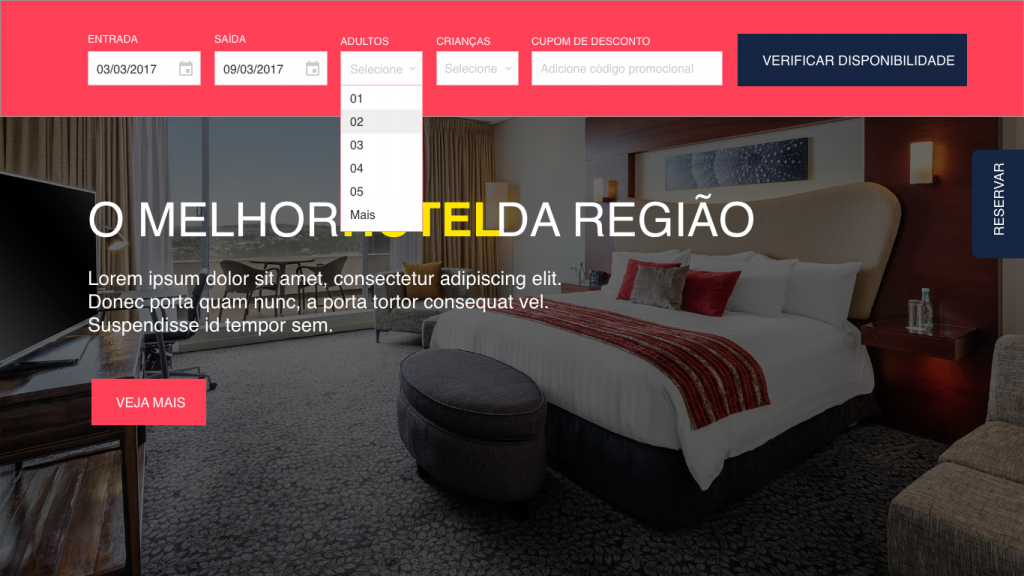 ENTRADA
SAÍDA
ADULTOS
CRIANÇAS
CUPOM DE DESCONTO
03/03/2017
09/03/2017
Selecione
Selecione
Adicione código promocional
VERIFICAR DISPONIBILIDADE
01
02
03
04
05
Mais
RESERVAR
O MELHOR HOTEL DA REGIÃO
Lorem ipsum dolor sit amet, consectetur adipiscing elit.
Donec porta quam nunc, a porta tortor consequat vel.
Suspendisse id tempor sem.
VEJA MAIS